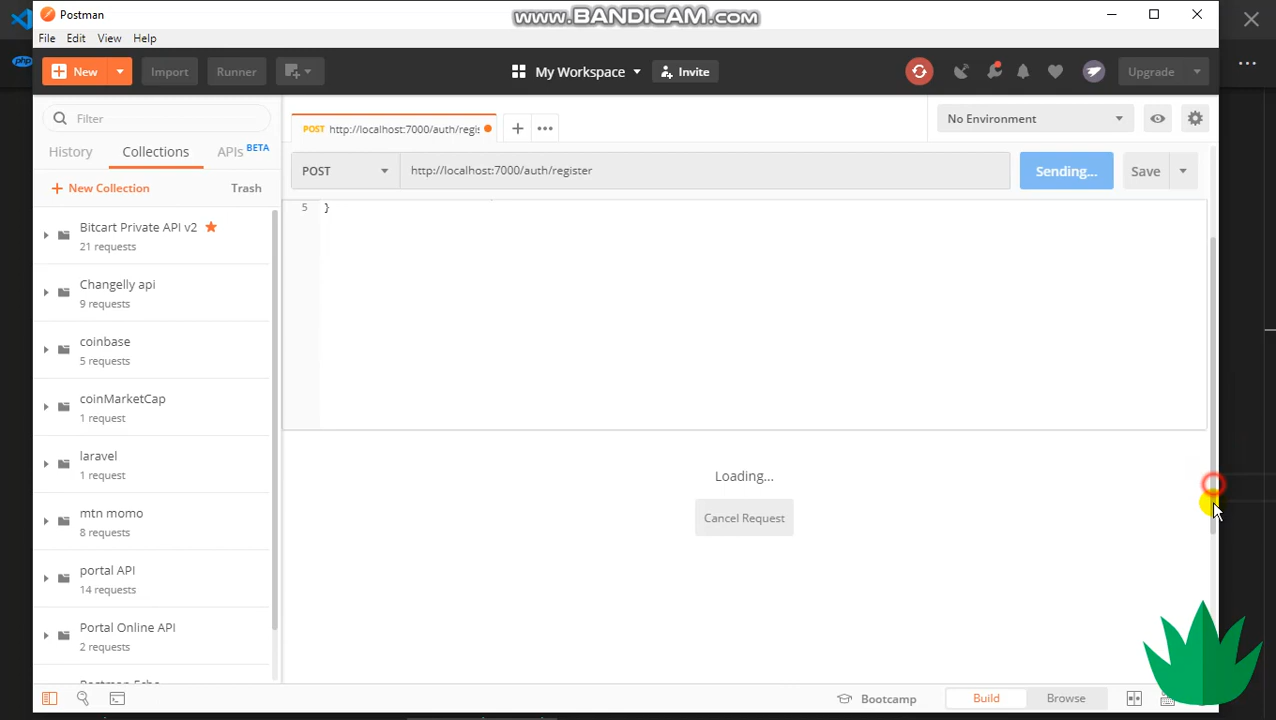 Postman
www.BANDICAM.com
File Edit View Help
New Import Runner My Workspace Invite Upgrade
Filter
History Collections APIs BETA
New Collection Trash
Bitcart Private API v2
21 requests
Changelly api
9 requests
coinbase
5 requests
coinMarketCap
1 request
laravel
1 request
mtn momo
8 requests
portal API
14 requests
Portal Online API
2 requests
POST http://localhost:7000/auth/regis
No Environment
POST http://localhost:7000/auth/register Sending... Save
5 }
Loading...
Cancel Request
Bootcamp Build Browse
php